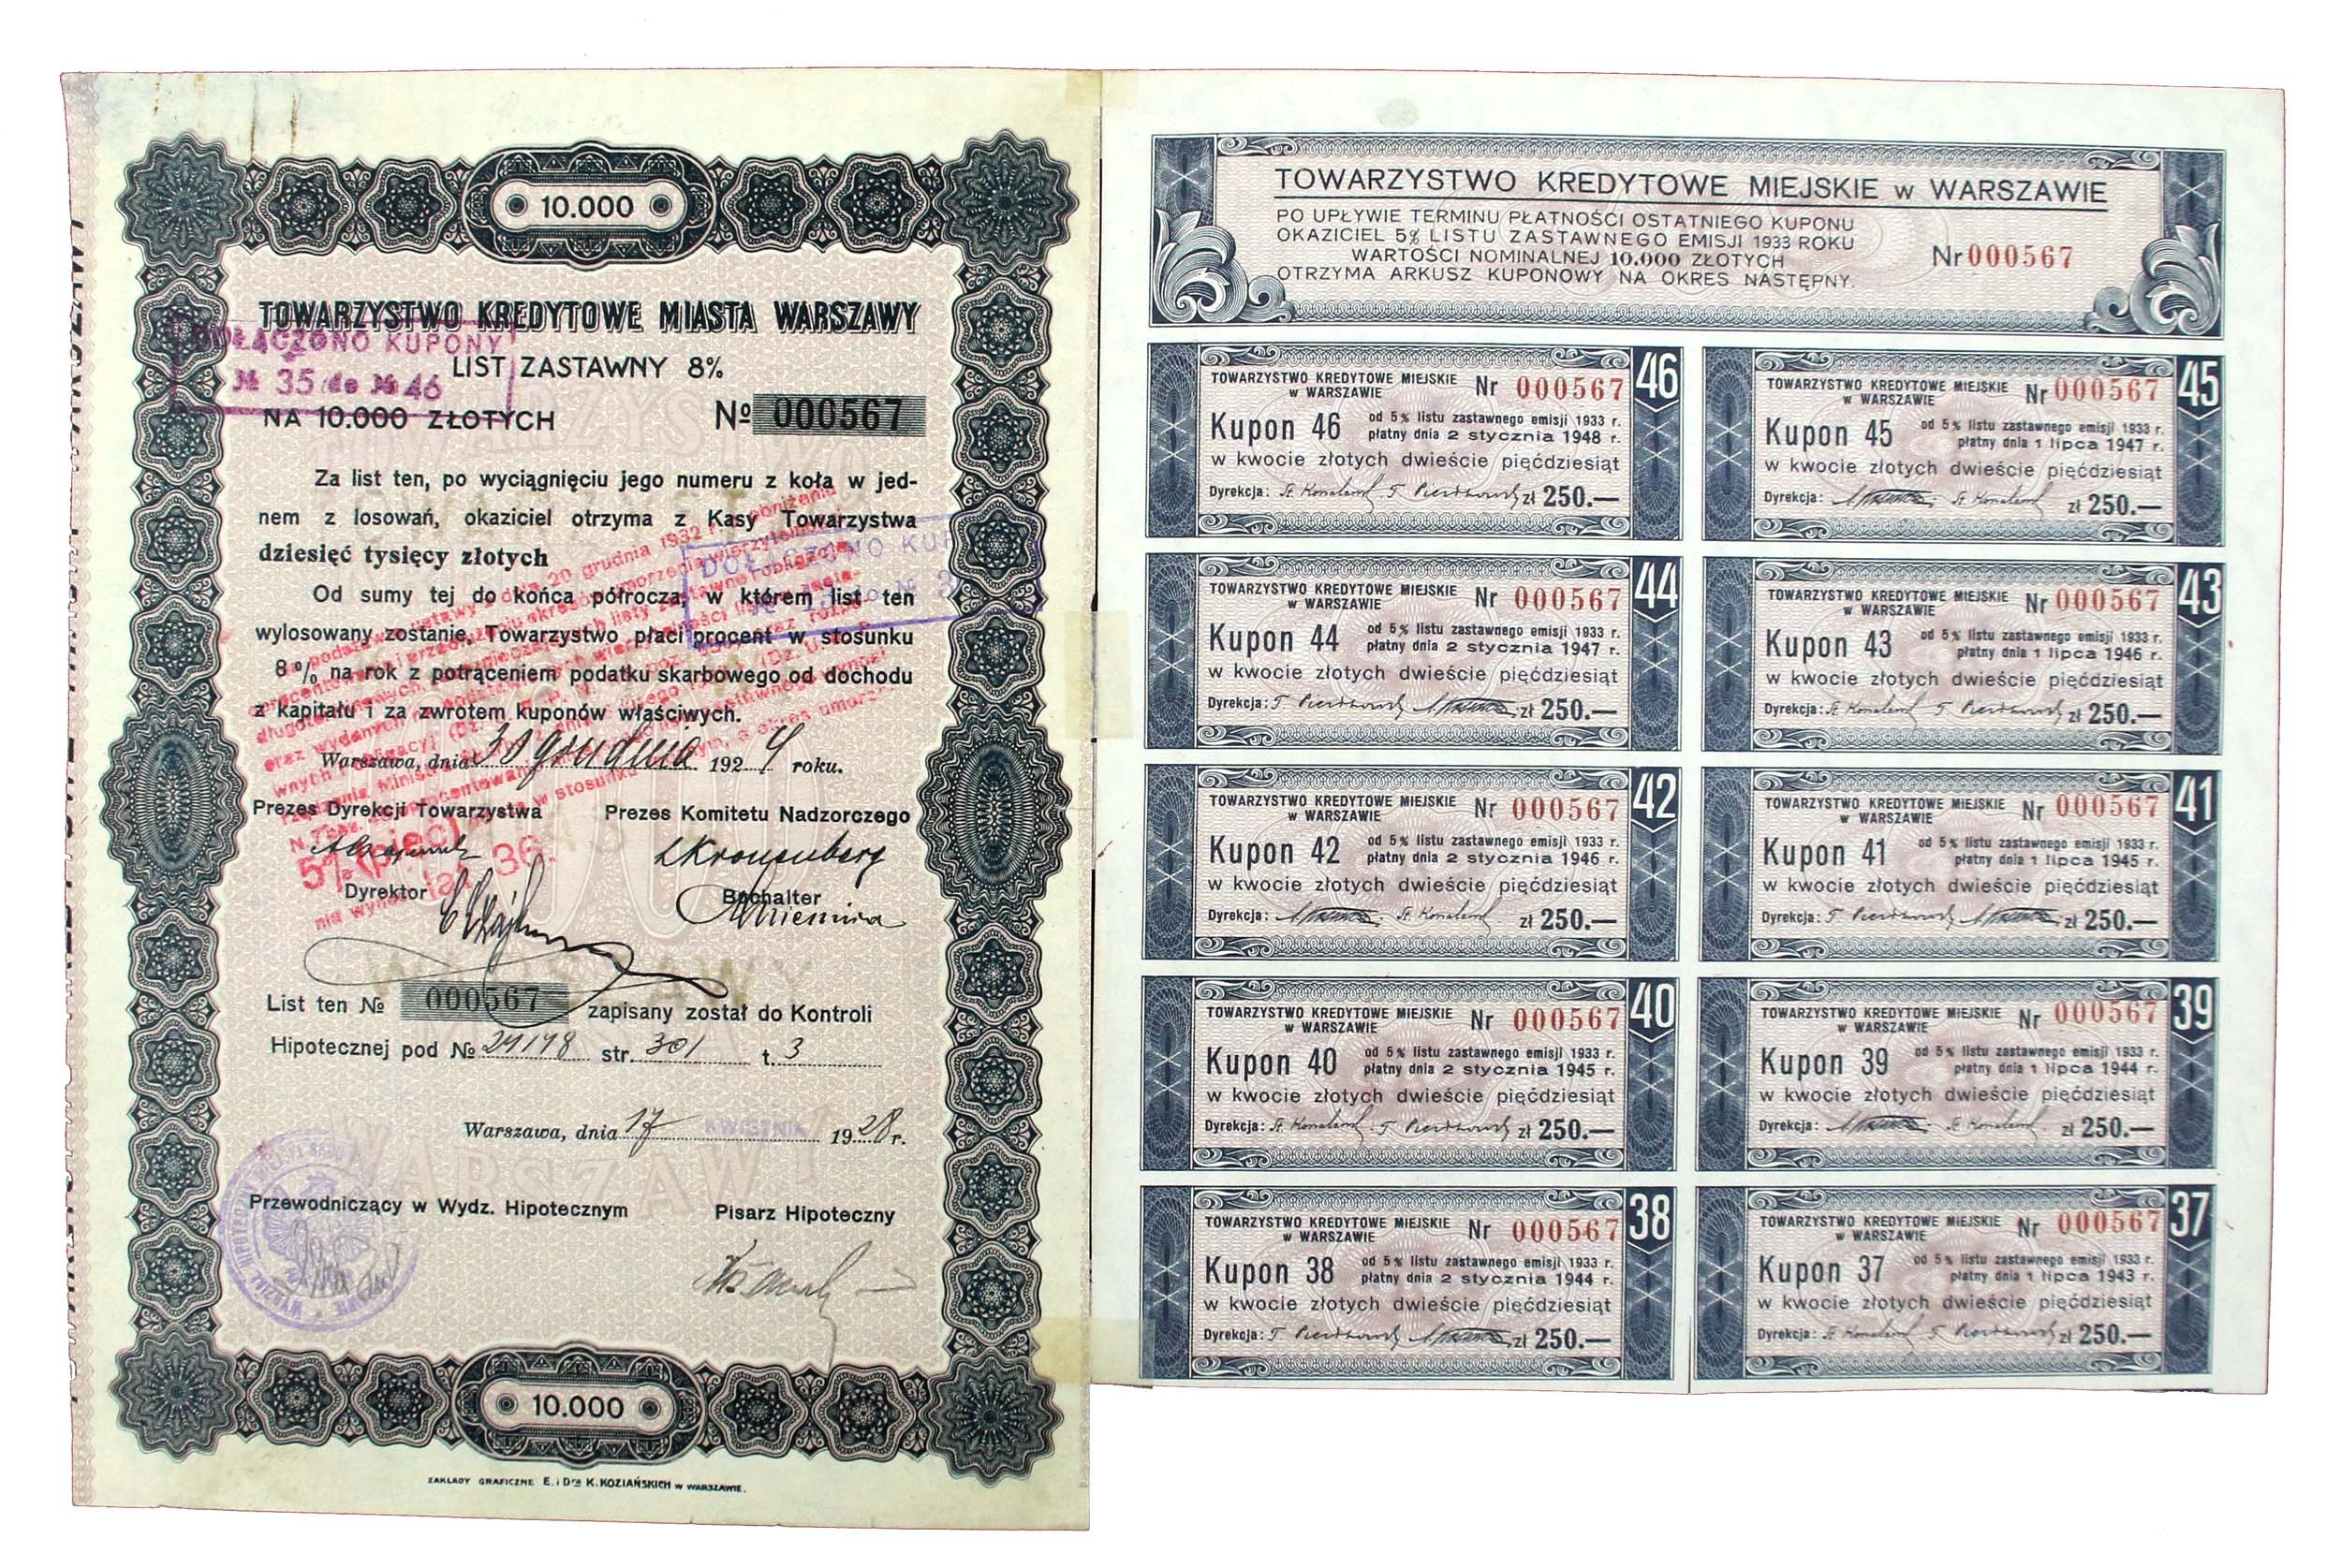 10.000
TOWARZYSTWO KREDYTOWE MIASTA WARSZAWY
DOŁĄCZONO KUPONY
№ 35 do № 46
LIST ZASTAWNY 8%
NA 10.000 ZŁOTYCH
№ 000567
Za list ten, po wyciągnięciu jego numeru z koła w jed-
nem z losowań, okaziciel otrzyma z Kasy Towarzystwa
dziesięć tysięcy złotych
Od sumy tej do końca półrocza, w którem list ten
wylosowany zostanie, Towarzystwo płaci procent w stosunku
8% na rok z potrąceniem podatku skarbowego od dochodu
z kapitału i za zwrotem kuponów właściwych.
DOŁĄCZONO KUP
Warszawa, dnia 30 grudnia 1924 roku.
Prezes Dyrekcji Towarzystwa
Prezes Komitetu Nadzorczego
LKronenberg
5% (pięć)
lat 36.
Dyrektor
Buchalter
List ten № 000567 zapisany został do Kontroli
Hipotecznej pod № 24198 str. 301 t. 3
Warszawa, dnia 17 KWIETNIA 1928 r.
Przewodniczący w Wydz. Hipotecznym
Pisarz Hipoteczny
10.000
ZAKŁADY GRAFICZNE E. i Dra K. KOZIAŃSKICH w WARSZAWIE.
TOWARZYSTWO KREDYTOWE MIEJSKIE w WARSZAWIE
PO UPŁYWIE TERMINU PŁATNOŚCI OSTATNIEGO KUPONU
OKAZICIEL 5% LISTU ZASTAWNEGO EMISJI 1933 ROKU
WARTOŚCI NOMINALNEJ 10.000 ZŁOTYCH
OTRZYMA ARKUSZ KUPONOWY NA OKRES NASTĘPNY.
Nr 000567
TOWARZYSTWO KREDYTOWE MIEJSKIE
w WARSZAWIE
Nr 000567
46
Kupon 46
od 5% listu zastawnego emisji 1933 r.
płatny dnia 2 stycznia 1948 r.
w kwocie złotych dwieście pięćdziesiąt
Dyrekcja:
zł 250.—
TOWARZYSTWO KREDYTOWE MIEJSKIE
w WARSZAWIE
Nr 000567
45
Kupon 45
od 5% listu zastawnego emisji 1933 r.
płatny dnia 1 lipca 1947 r.
w kwocie złotych dwieście pięćdziesiąt
Dyrekcja:
zł 250.—
TOWARZYSTWO KREDYTOWE MIEJSKIE
w WARSZAWIE
Nr 000567
44
Kupon 44
od 5% listu zastawnego emisji 1933 r.
płatny dnia 2 stycznia 1947 r.
w kwocie złotych dwieście pięćdziesiąt
Dyrekcja:
zł 250.—
TOWARZYSTWO KREDYTOWE MIEJSKIE
w WARSZAWIE
Nr 000567
43
Kupon 43
od 5% listu zastawnego emisji 1933 r.
płatny dnia 1 lipca 1946 r.
w kwocie złotych dwieście pięćdziesiąt
Dyrekcja:
zł 250.—
TOWARZYSTWO KREDYTOWE MIEJSKIE
w WARSZAWIE
Nr 000567
42
Kupon 42
od 5% listu zastawnego emisji 1933 r.
płatny dnia 2 stycznia 1946 r.
w kwocie złotych dwieście pięćdziesiąt
Dyrekcja:
zł 250.—
TOWARZYSTWO KREDYTOWE MIEJSKIE
w WARSZAWIE
Nr 000567
41
Kupon 41
od 5% listu zastawnego emisji 1933 r.
płatny dnia 1 lipca 1945 r.
w kwocie złotych dwieście pięćdziesiąt
Dyrekcja:
zł 250.—
TOWARZYSTWO KREDYTOWE MIEJSKIE
w WARSZAWIE
Nr 000567
40
Kupon 40
od 5% listu zastawnego emisji 1933 r.
płatny dnia 2 stycznia 1945 r.
w kwocie złotych dwieście pięćdziesiąt
Dyrekcja:
zł 250.—
TOWARZYSTWO KREDYTOWE MIEJSKIE
w WARSZAWIE
Nr 000567
39
Kupon 39
od 5% listu zastawnego emisji 1933 r.
płatny dnia 1 lipca 1944 r.
w kwocie złotych dwieście pięćdziesiąt
Dyrekcja:
zł 250.—
TOWARZYSTWO KREDYTOWE MIEJSKIE
w WARSZAWIE
Nr 000567
38
Kupon 38
od 5% listu zastawnego emisji 1933 r.
płatny dnia 2 stycznia 1944 r.
w kwocie złotych dwieście pięćdziesiąt
Dyrekcja:
zł 250.—
TOWARZYSTWO KREDYTOWE MIEJSKIE
w WARSZAWIE
Nr 000567
37
Kupon 37
od 5% listu zastawnego emisji 1933 r.
płatny dnia 1 lipca 1943 r.
w kwocie złotych dwieście pięćdziesiąt
Dyrekcja:
zł 250.—